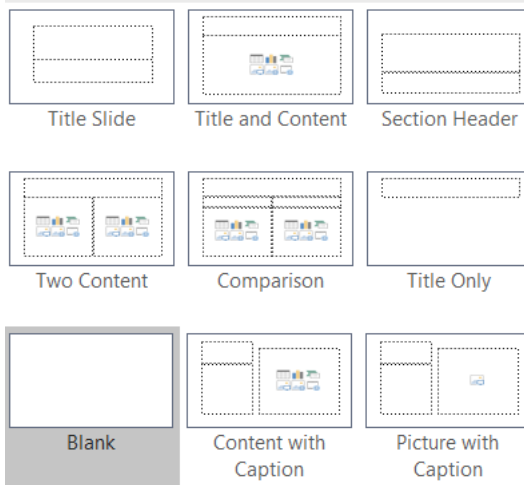 Title Slide
Title and Content
Section Header
Two Content
Comparison
Title Only
Blank
Content with
Caption
Picture with
Caption